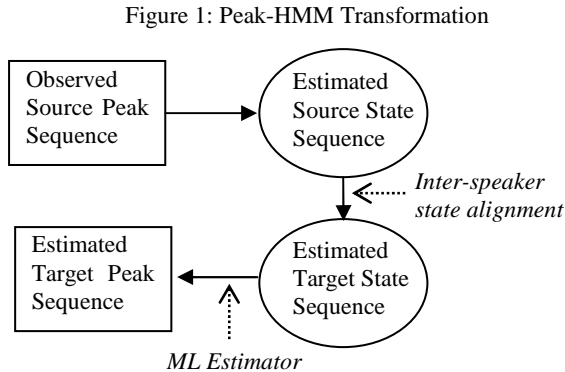 Figure 1: Peak-HMM Transformation
Observed
Source Peak
Sequence
Estimated
Source State
Sequence
Inter-speaker
state alignment
Estimated
Target Peak
Sequence
Estimated
Target State
Sequence
ML Estimator